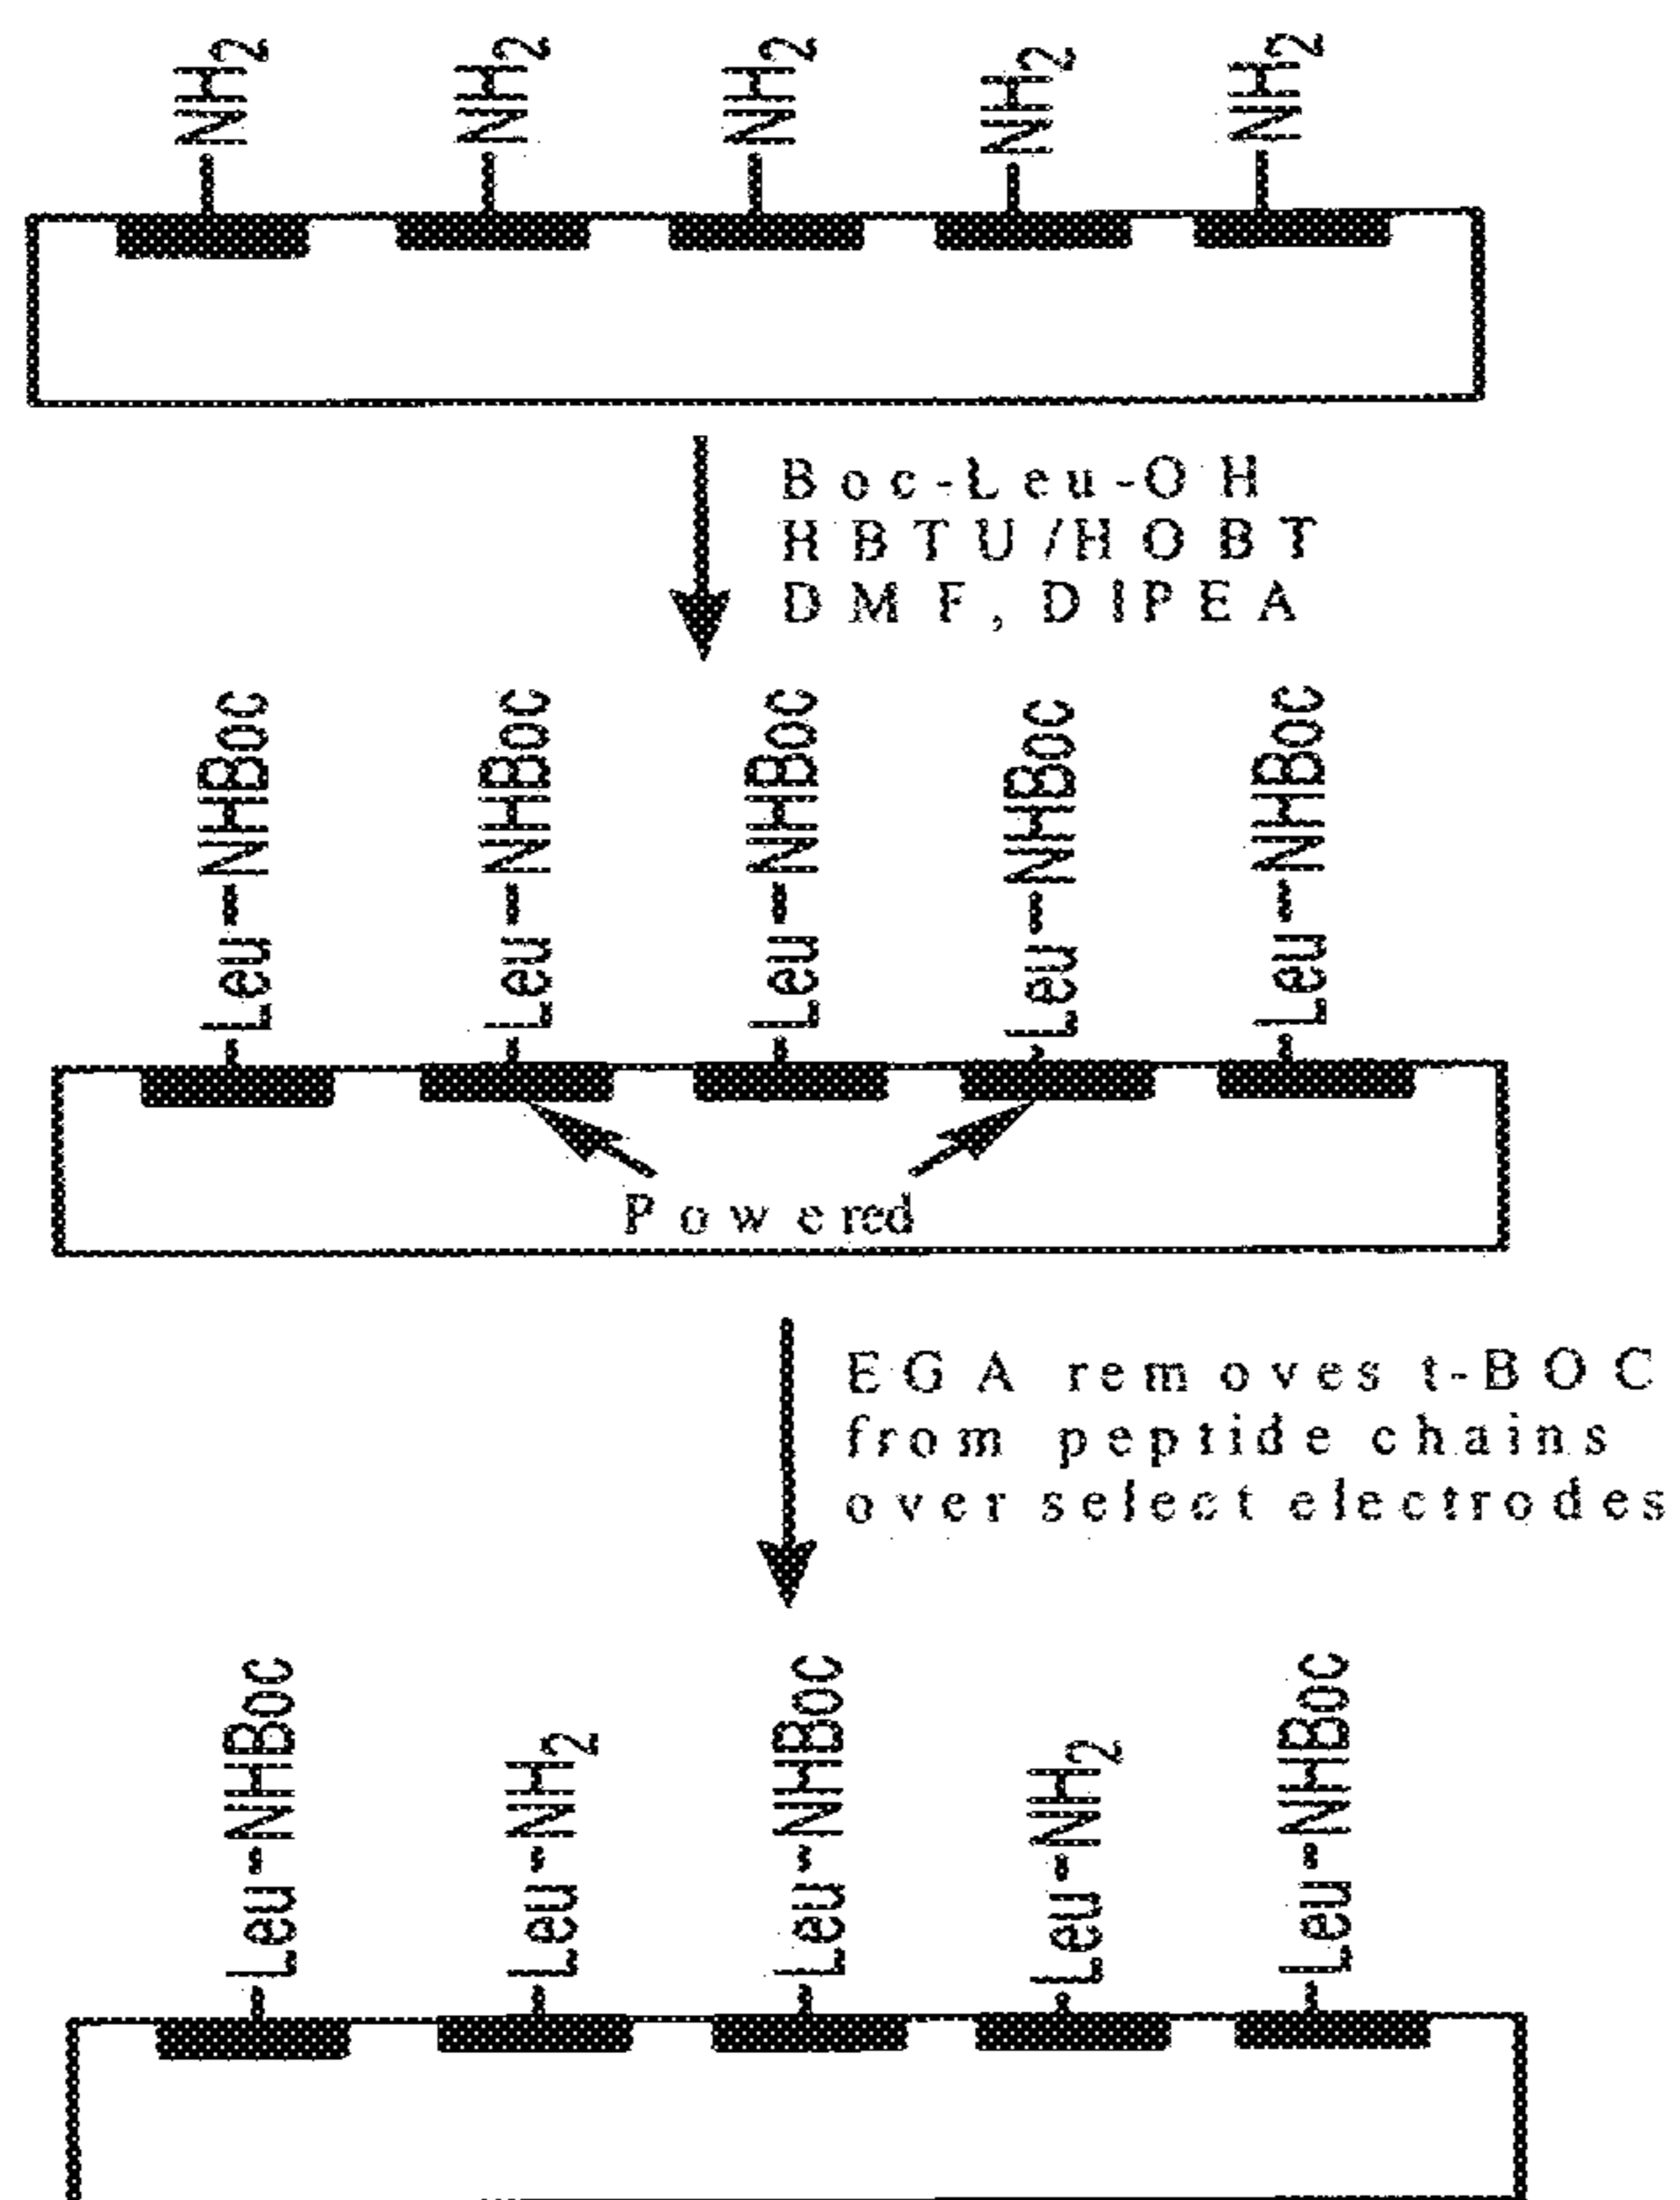 NH2 NH2 NH2 NH2 NH2
Boc-Leu-OH
HBTU/HOBT
DMF, DIPEA
Leu-NHBoc Leu-NHBoc Leu-NHBoc Leu-NHBoc Leu-NHBoc
Powered
EGA removes t-BOC
from peptide chains
over select electrodes
Leu-NHBoc Leu-NH2 Leu-NHBoc Leu-NH2 Leu-NHBoc